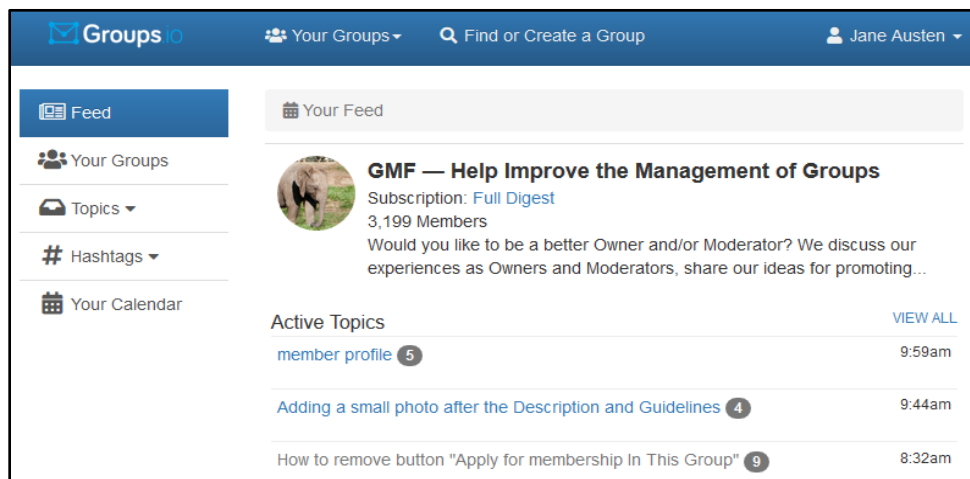 Groups.io Your Groups Find or Create a Group Jane Austen
Feed
Your Groups
Topics
# Hashtags
Your Calendar
Your Feed
GMF — Help Improve the Management of Groups
Subscription: Full Digest
3,199 Members
Would you like to be a better Owner and/or Moderator? We discuss our
experiences as Owners and Moderators, share our ideas for promoting...
Active Topics VIEW ALL
member profile 5 9:59am
Adding a small photo after the Description and Guidelines 4 9:44am
How to remove button "Apply for membership In This Group" 9 8:32am